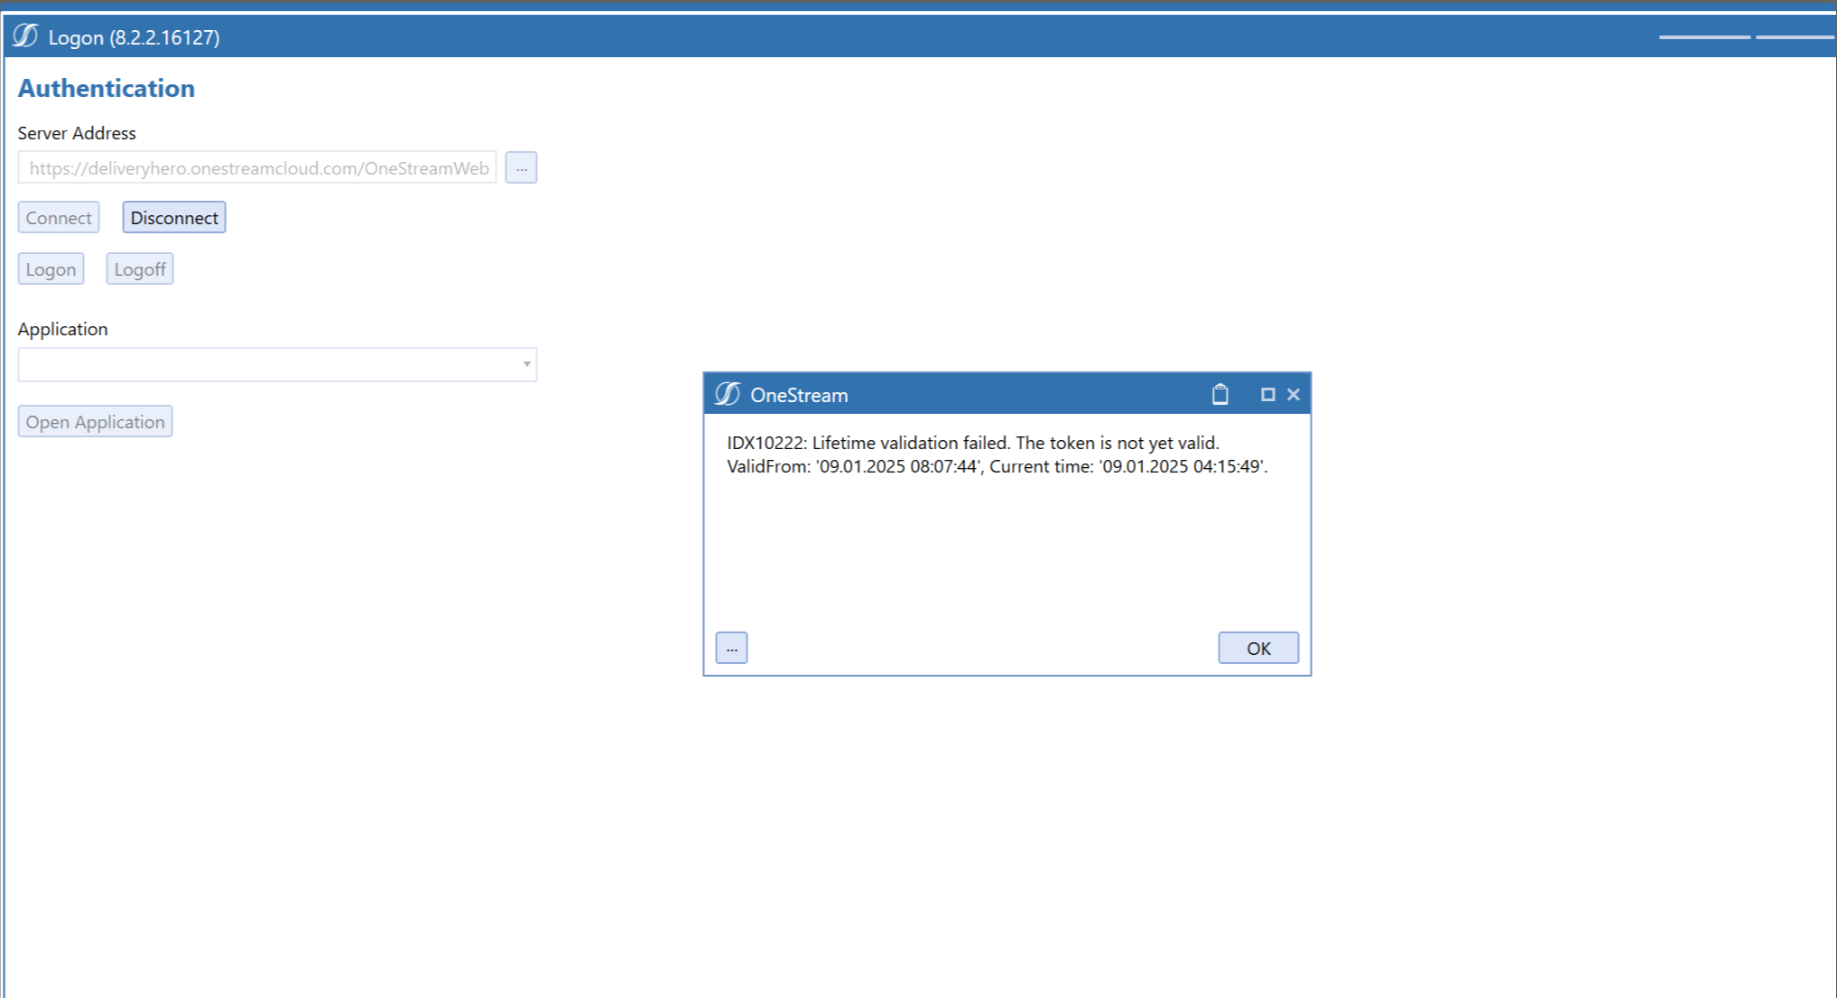 Logon (8.2.2.16127)
Authentication
Server Address
https://deliveryhero.onestreamcloud.com/OneStreamWeb
...
Connect
Disconnect
Logon
Logoff
Application
Open Application
OneStream
IDX10222: Lifetime validation failed. The token is not yet valid.
ValidFrom: '09.01.2025 08:07:44', Current time: '09.01.2025 04:15:49'.
...
OK